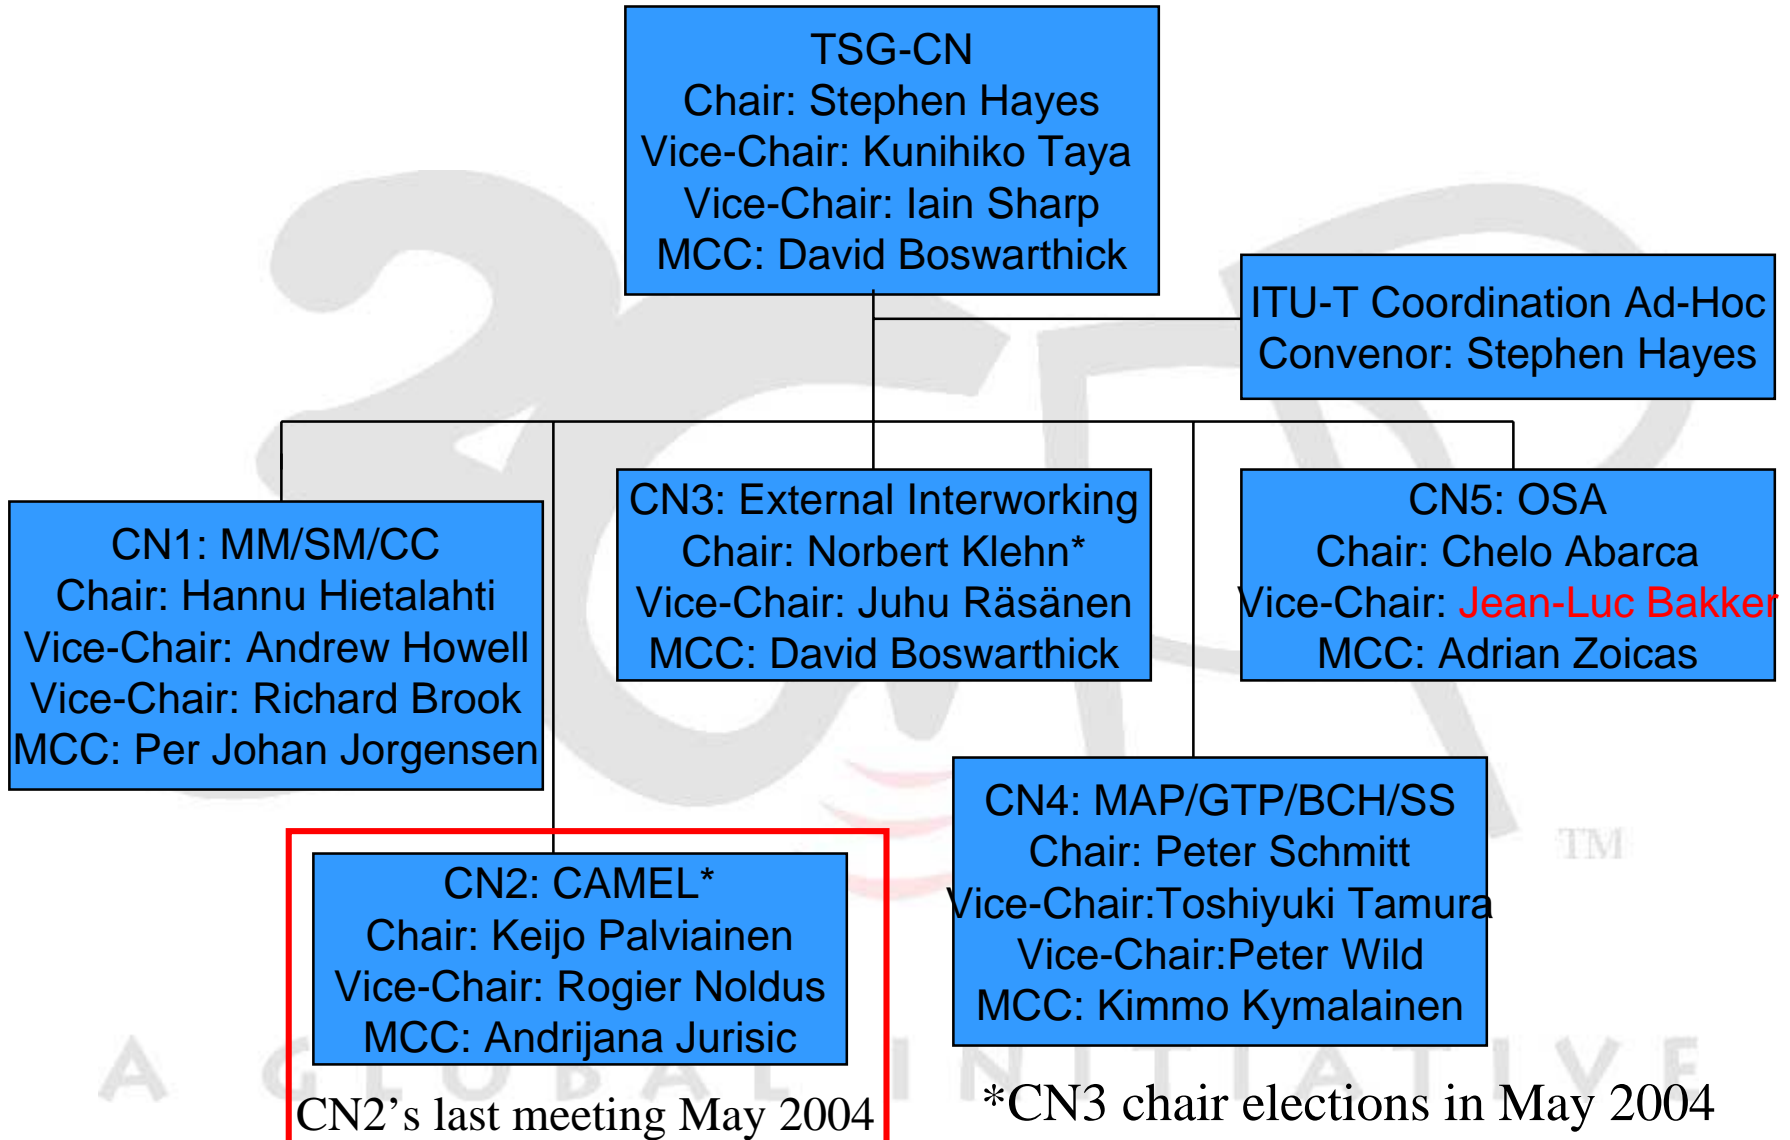 TSG-CN
Chair: Stephen Hayes
Vice-Chair: Kunihiko Taya
Vice-Chair: Iain Sharp
MCC: David Boswarthick
ITU-T Coordination Ad-Hoc
Convenor: Stephen Hayes
CN1: MM/SM/CC
Chair: Hannu Hietalahti
Vice-Chair: Andrew Howell
Vice-Chair: Richard Brook
MCC: Per Johan Jorgensen
CN3: External Interworking
Chair: Norbert Klehn*
Vice-Chair: Juhu Räsänen
MCC: David Boswarthick
CN5: OSA
Chair: Chelo Abarca
Vice-Chair: Jean-Luc Bakker
MCC: Adrian Zoicas
CN2: CAMEL*
Chair: Keijo Palviainen
Vice-Chair: Rogier Noldus
MCC: Andrijana Jurisic
CN2’s last meeting May 2004
CN4: MAP/GTP/BCH/SS
Chair: Peter Schmitt
Vice-Chair:Toshiyuki Tamura
Vice-Chair:Peter Wild
MCC: Kimmo Kymalainen
*CN3 chair elections in May 2004
TM
A GLOBAL INITIATIVE